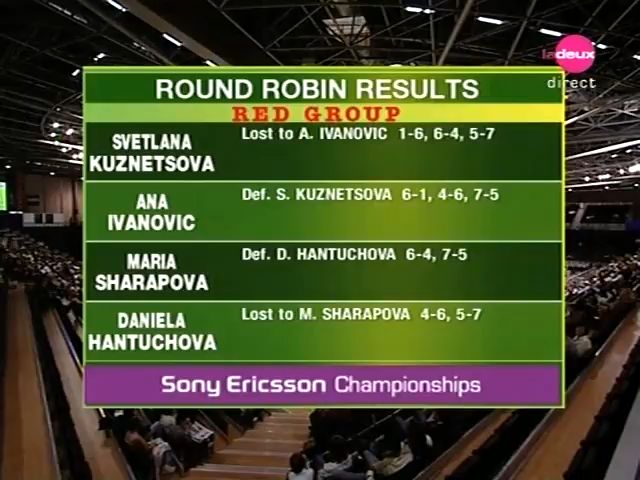 ladeux
direct
ROUND ROBIN RESULTS
RED GROUP
SVETLANA
KUZNETSOVA
Lost to A. IVANOVIC 1-6, 6-4, 5-7
ANA
IVANOVIC
Def. S. KUZNETSOVA 6-1, 4-6, 7-5
MARIA
SHARAPOVA
Def. D. HANTUCHOVA 6-4, 7-5
DANIELA
HANTUCHOVA
Lost to M. SHARAPOVA 4-6, 5-7
Sony Ericsson Championships